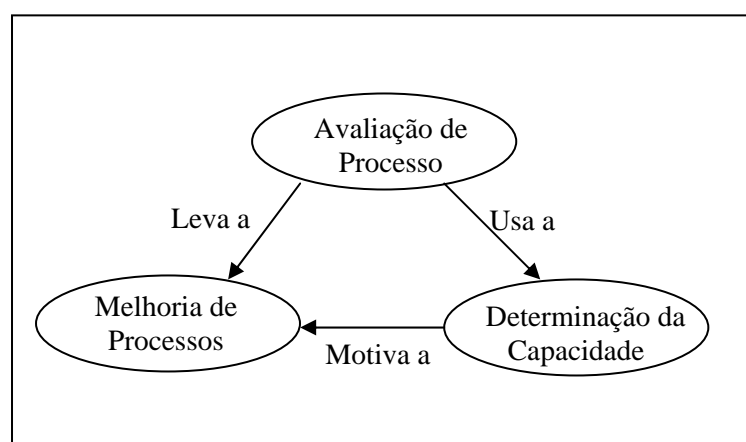 Avaliação de
Processo
Leva a
Usa a
Melhoria de
Processos
Determinação da
Capacidade
Motiva a